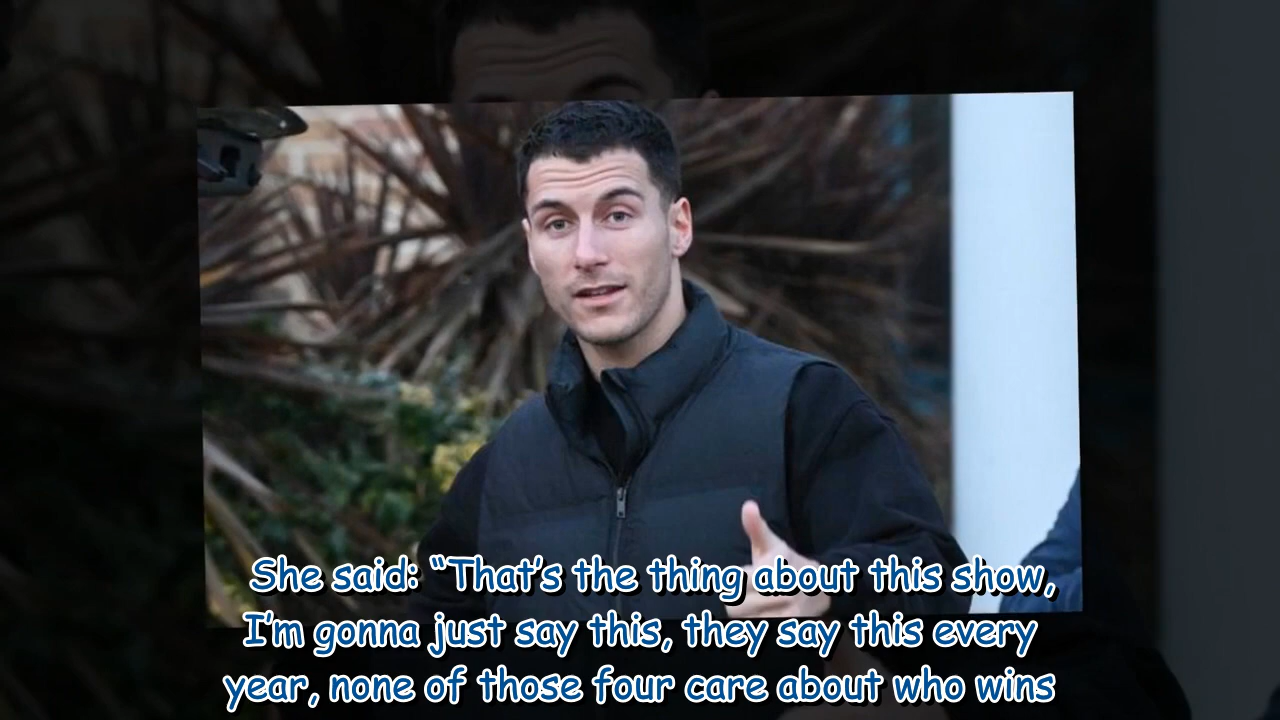 She said: “That’s the thing about this show,
I’m gonna just say this, they say this every
year, none of those four care about who wins